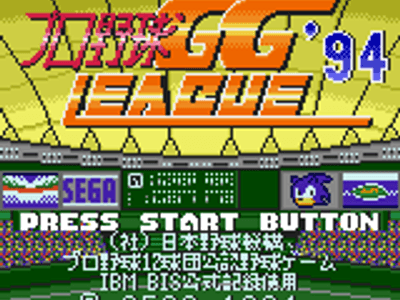 プロ野球 GG '94
LEAGUE
SEGA
PRESS START BUTTON
(社)日本野球機構、
プロ野球12球団公認野球ゲーム
IBM BIS公式記録使用